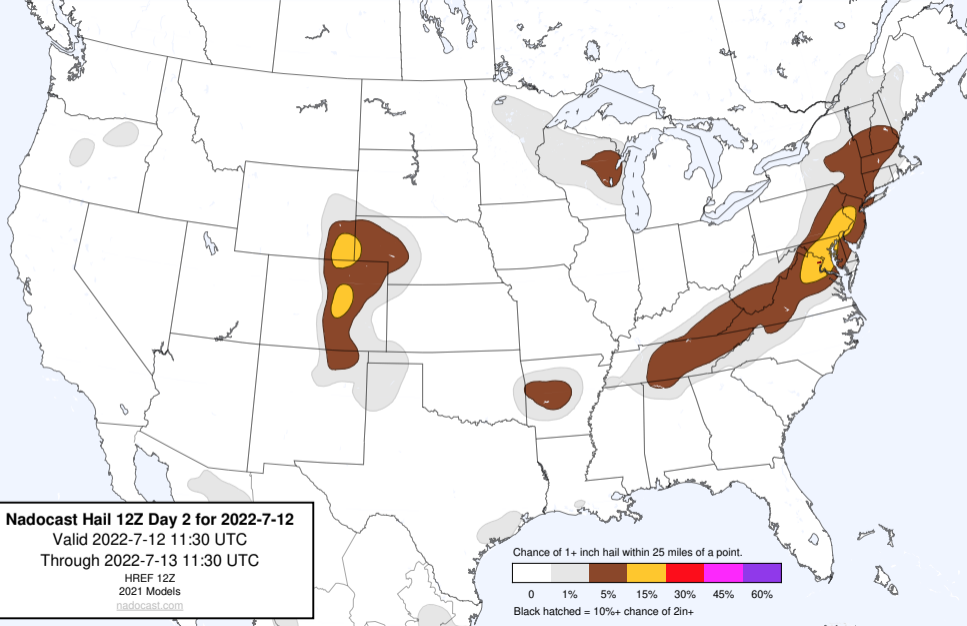 Nadocast Hail 12Z Day 2 for 2022-7-12
Valid 2022-7-12 11:30 UTC
Through 2022-7-13 11:30 UTC
HREF 12Z
2021 Models
nadocast.com
Chance of 1+ inch hail within 25 miles of a point.
0 1% 5% 15% 30% 45% 60%
Black hatched = 10%+ chance of 2in+